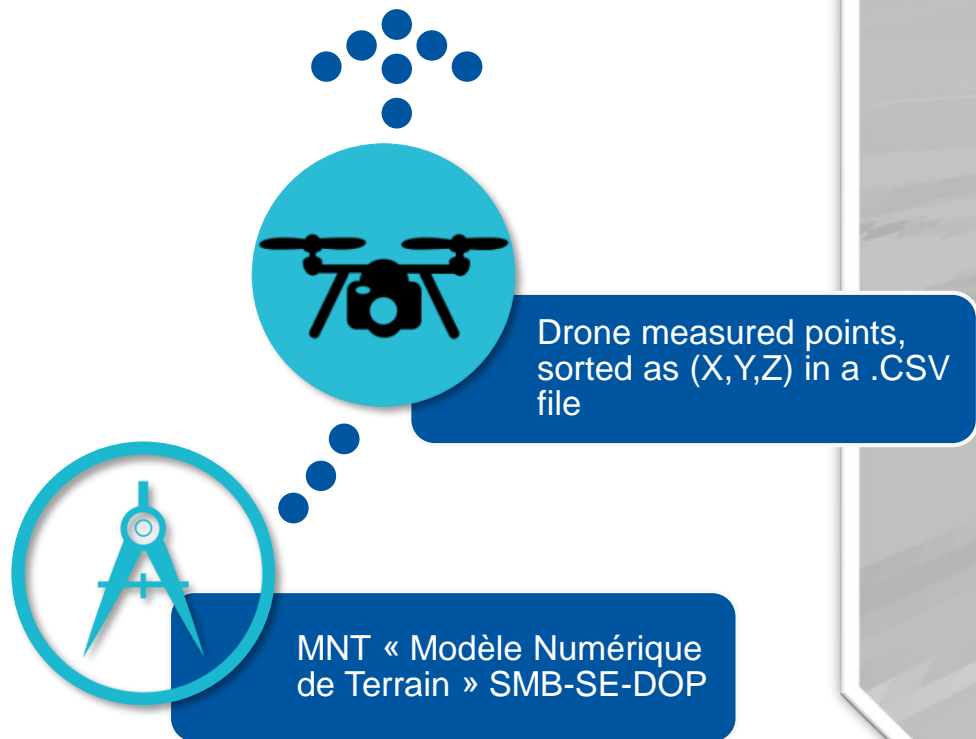 Drone measured points,
sorted as (X,Y,Z) in a .CSV
file
MNT « Modèle Numérique
de Terrain » SMB-SE-DOP